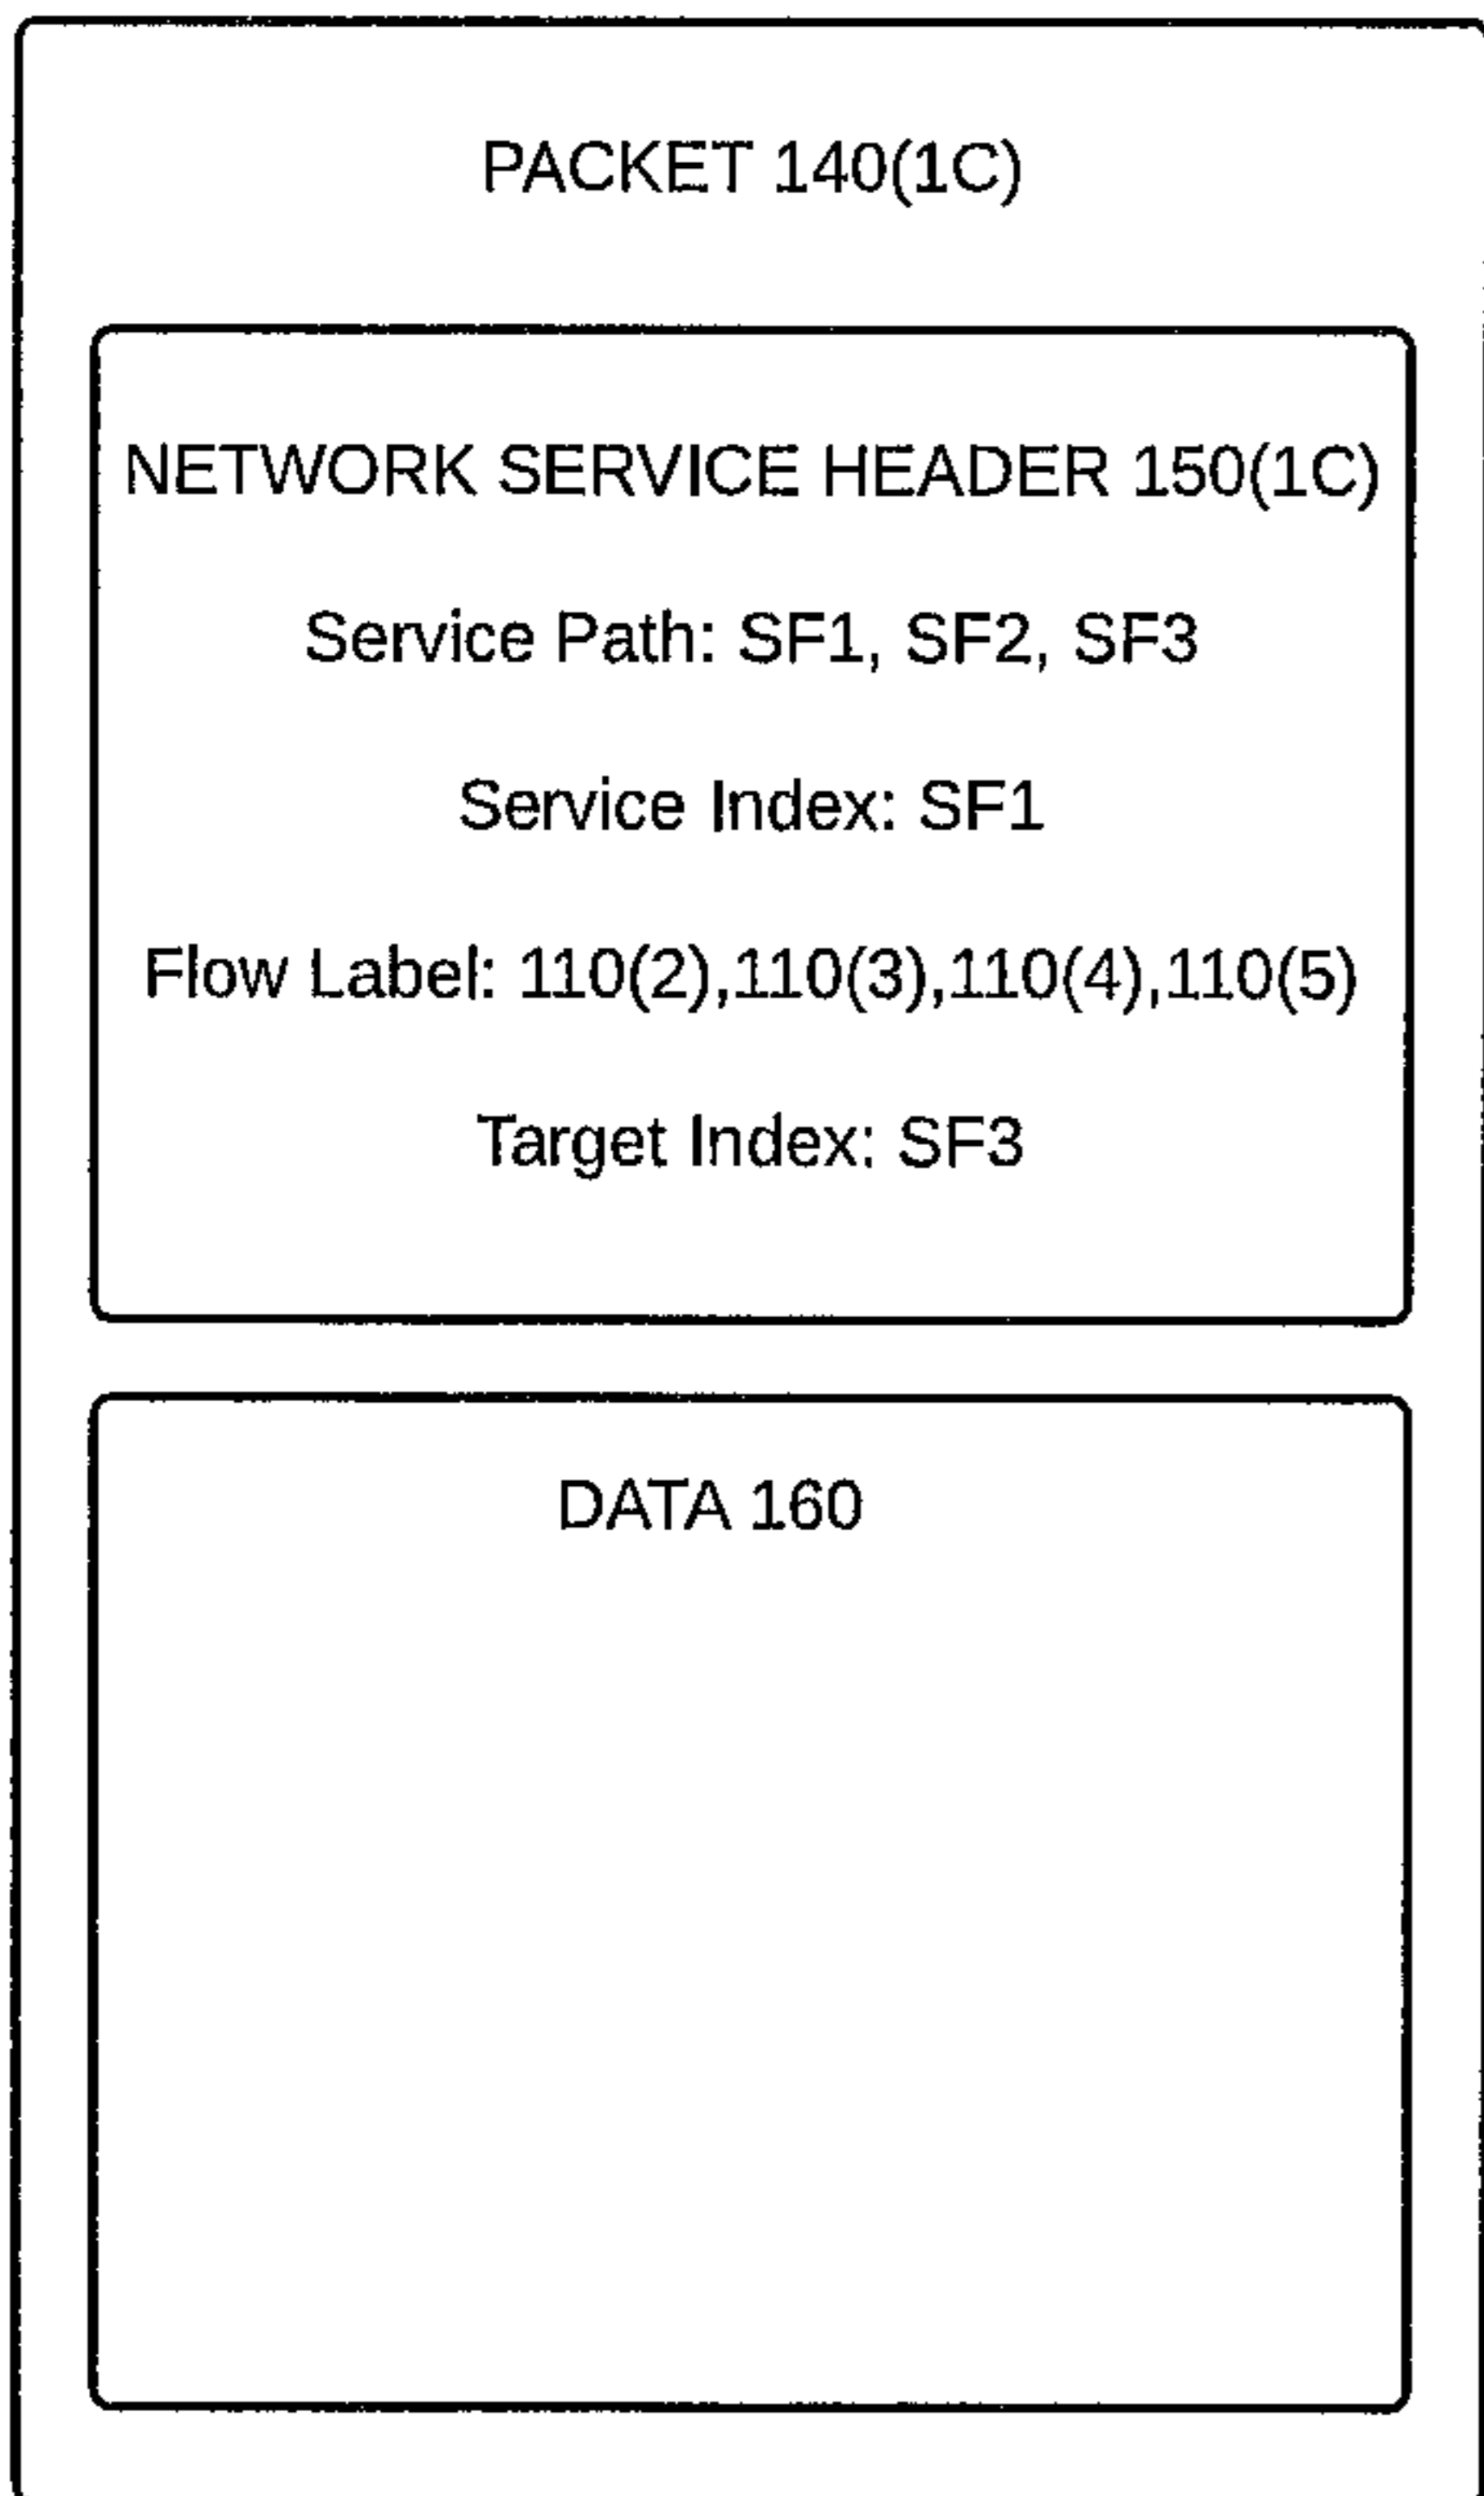 PACKET 140(1C)
NETWORK SERVICE HEADER 150(1C)
Service Path: SF1, SF2, SF3
Service Index: SF1
Flow Label: 110(2),110(3),110(4),110(5)
Target Index: SF3
DATA 160